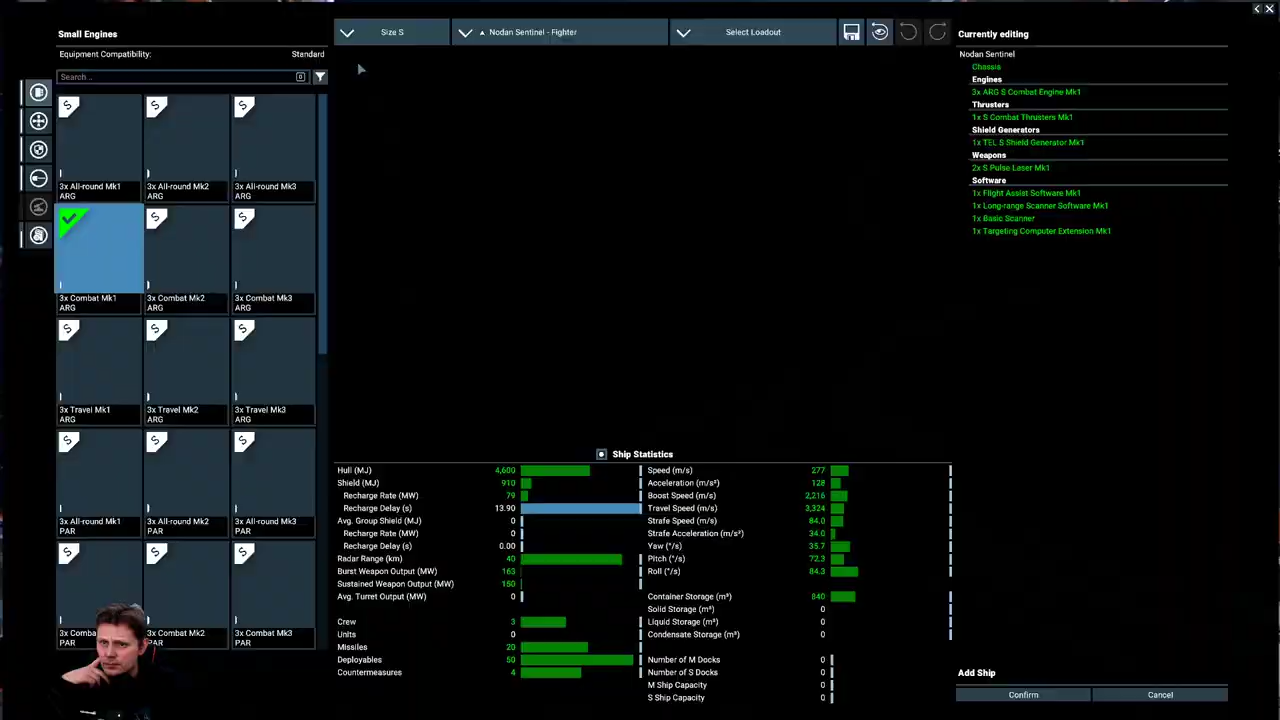 Small Engines
Equipment Compatibility: Standard
Search...
0
S S S
3x All-round Mk1 3x All-round Mk2 3x All-round Mk3
ARG ARG ARG
S S
3x Combat Mk1 3x Combat Mk2 3x Combat Mk3
ARG ARG ARG
S S S
3x Travel Mk1 3x Travel Mk2 3x Travel Mk3
ARG ARG ARG
S S S
3x All-round Mk1 3x All-round Mk2 3x All-round Mk3
PAR PAR PAR
S S S
3x Comba Mk2 3x Combat Mk3
PAR PAR
Size S
Nodan Sentinel - Fighter
Select Loadout
Ship Statistics
Hull (MJ) 4,600
Shield (MJ) 910
Recharge Rate (MW) 79
Recharge Delay (s) 13.90
Avg. Group Shield (MJ) 0
Recharge Rate (MW) 0
Recharge Delay (s) 0.00
Radar Range (km) 40
Burst Weapon Output (MW) 163
Sustained Weapon Output (MW) 150
Avg. Turret Output (MW) 0
Crew 3
Units 0
Missiles 20
Deployables 50
Countermeasures 4
Speed (m/s) 277
Acceleration (m/s²) 128
Boost Speed (m/s) 2,216
Travel Speed (m/s) 3,324
Strafe Speed (m/s) 84.0
Strafe Acceleration (m/s²) 34.0
Yaw (°/s) 35.7
Pitch (°/s) 72.3
Roll (°/s) 84.3
Container Storage (m³) 840
Solid Storage (m³) 0
Liquid Storage (m³) 0
Condensate Storage (m³) 0
Number of M Docks 0
Number of S Docks 0
M Ship Capacity 0
S Ship Capacity 0
Currently editing
Nodan Sentinel
Chassis
Engines
3x ARG S Combat Engine Mk1
Thrusters
1x S Combat Thrusters Mk1
Shield Generators
1x TEL S Shield Generator Mk1
Weapons
2x S Pulse Laser Mk1
Software
1x Flight Assist Software Mk1
1x Long-range Scanner Software Mk1
1x Basic Scanner
1x Targeting Computer Extension Mk1
Add Ship
Confirm Cancel